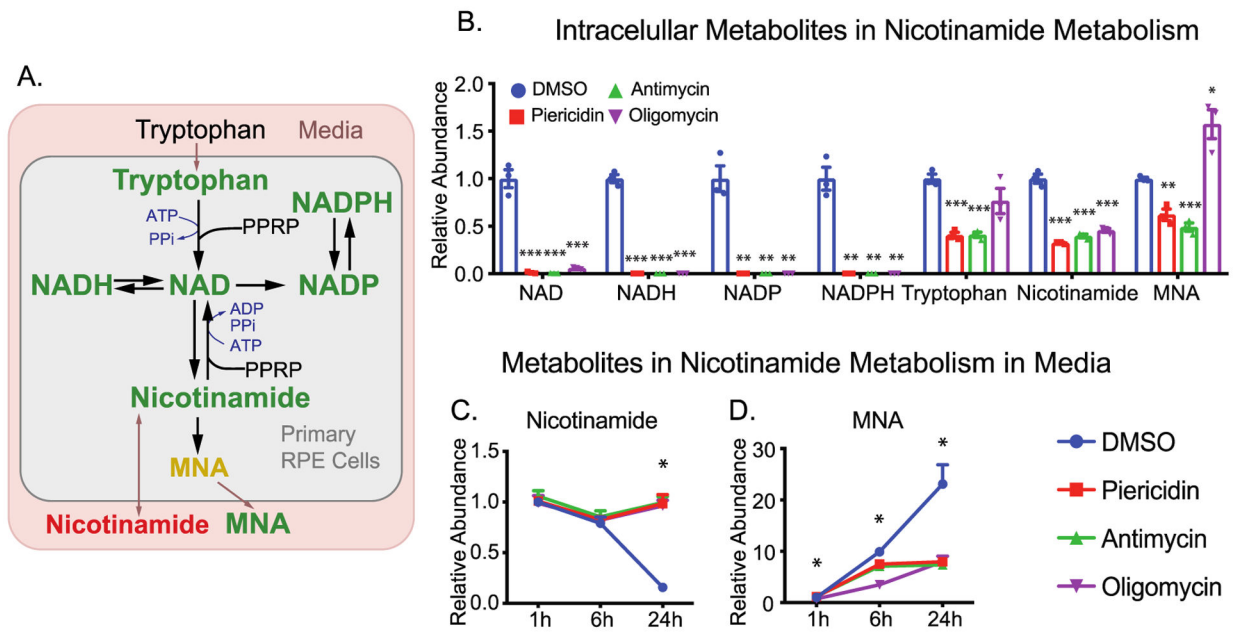 A.
Tryptophan
Media
Tryptophan
NADPH
ATP
PPi
PPRP
NADH
NAD
NADP
ADP
PPi
ATP
PPRP
Nicotinamide
Primary
RPE Cells
MNA
Nicotinamide
MNA
B.
Intracelullar Metabolites in Nicotinamide Metabolism
Relative Abundance
2.0
1.5
1.0
0.5
0.0
DMSO
Antimycin
Piericidin
Oligomycin
*** *** ***
*** *** ***
** ** **
** ** **
*** ***
*** *** ***
** *** *
NAD
NADH
NADP
NADPH
Tryptophan
Nicotinamide
MNA
Metabolites in Nicotinamide Metabolism in Media
C.
Nicotinamide
Relative Abundance
1.5
1.0
0.5
0.0
*
1h
6h
24h
D.
MNA
Relative Abundance
30
20
10
0
*
*
*
1h
6h
24h
DMSO
Piericidin
Antimycin
Oligomycin